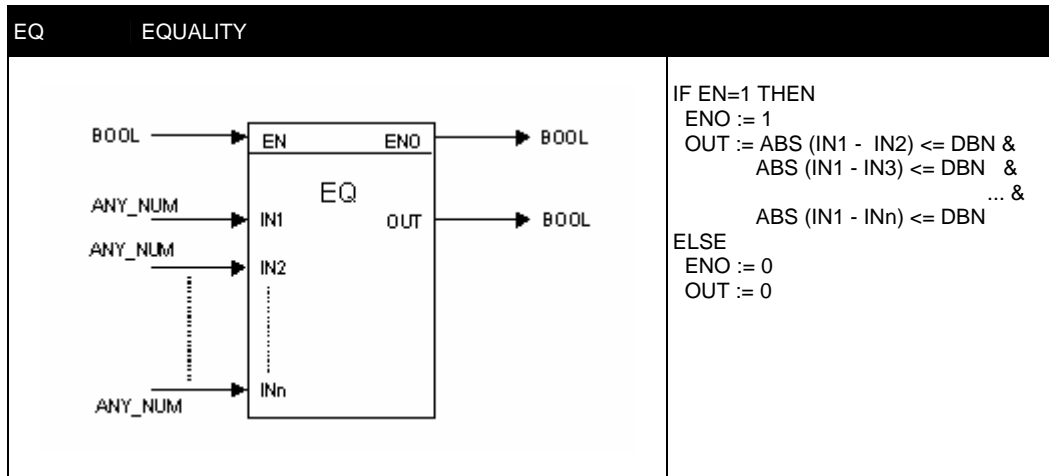 EQ EQUALITY
BOOL
EN ENO
BOOL
EQ
ANY_NUM
IN1 OUT
BOOL
ANY_NUM
IN2
INn
ANY_NUM
IF EN=1 THEN
ENO := 1
OUT := ABS (IN1 - IN2) <= DBN &
ABS (IN1 - IN3) <= DBN &
... &
ABS (IN1 - INn) <= DBN
ELSE
ENO := 0
OUT := 0